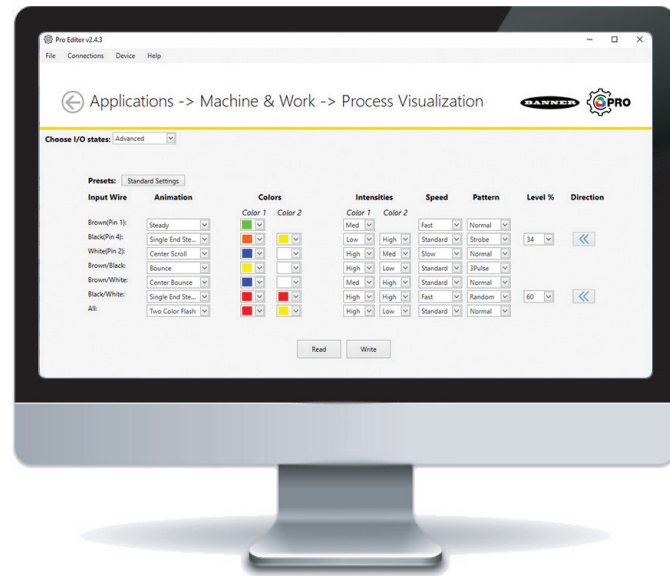 Pro Editor v2.4.3
File Connections Device Help
Applications -> Machine & Work -> Process Visualization
BANNER PRO
Choose I/O states: Advanced
Presets: Standard Settings
Input Wire Animation Colors Intensities Speed Pattern Level % Direction
Color 1 Color 2 Color 1 Color 2
Brown(Pin 1): Steady Med Fast Normal
Black(Pin 4): Single End Ste... Low High Standard Strobe 34
White(Pin 2): Center Scroll High Med Slow Normal
Brown/Black: Bounce High Low Standard 3Pulse
Brown/White: Center Bounce Med High Standard Normal
Black/White: Single End Ste... High High Fast Random 60
All: Two Color Flash High Low Standard Normal
Read Write